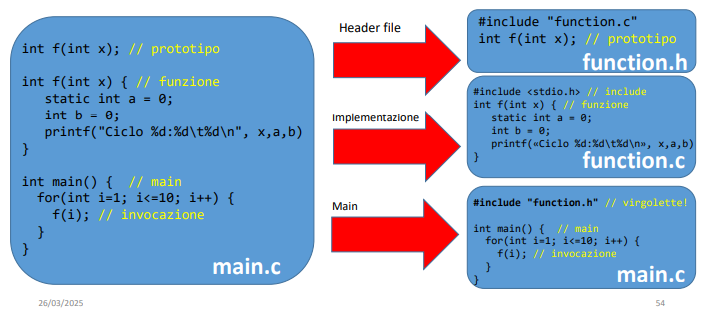 int f(int x); // prototipo
int f(int x) { // funzione
static int a = 0;
int b = 0;
printf("Ciclo %d:%d\t%d\n", x,a,b)
}
int main() { // main
for(int i=1; i<=10; i++) {
f(i); // invocazione
}
}
main.c
Header file
Implementazione
Main
#include "function.c"
int f(int x); // prototipo
function.h
#include <stdio.h> // include
int f(int x) { // funzione
static int a = 0;
int b = 0;
printf(«Ciclo %d:%d\t%d\n», x,a,b)
}
function.c
#include "function.h" // virgolette!
int main() { // main
for(int i=1; i<=10; i++) {
f(i); // invocazione
}
}
main.c
26/03/2025
54